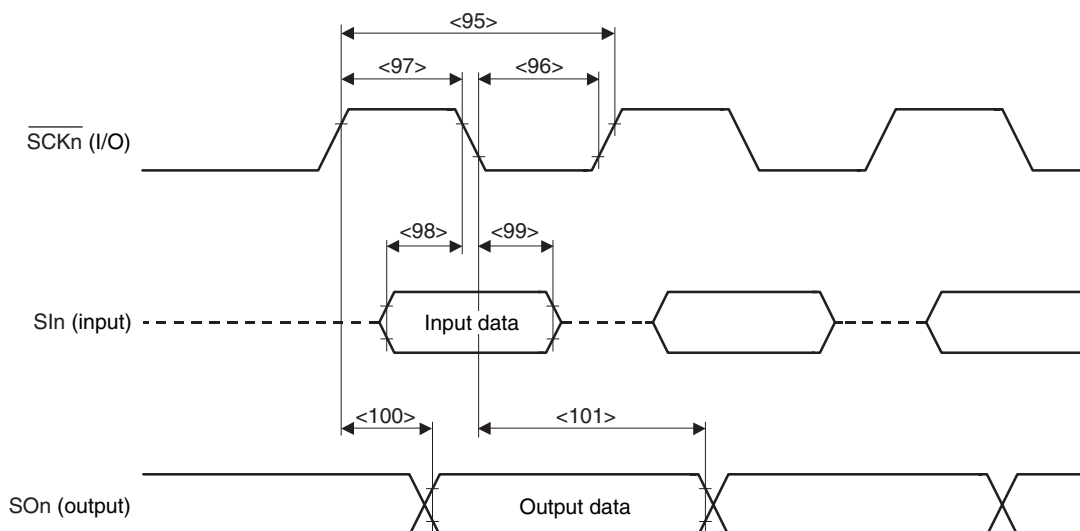 <95>
<97> <96>
SCKn (I/O)
<98> <99>
SIn (input) Input data
<100> <101>
SOn (output) Output data